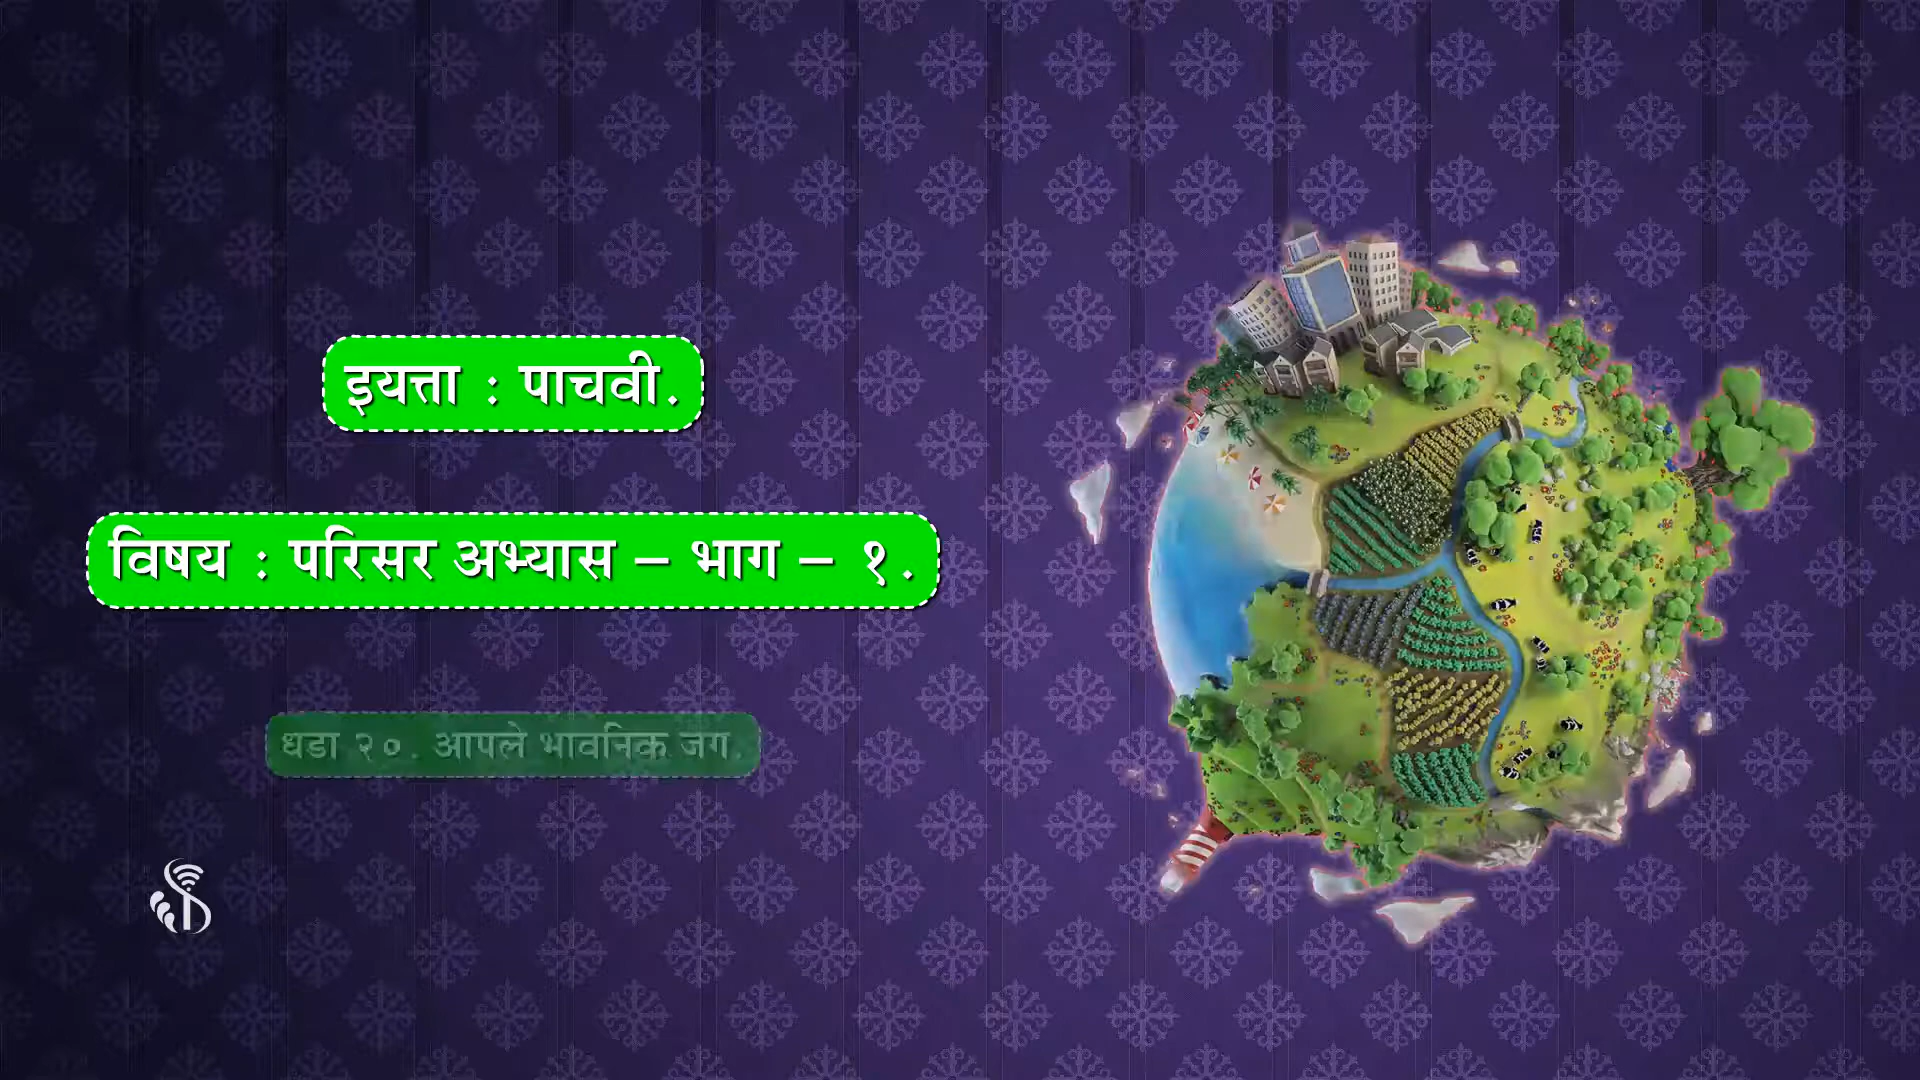 इयत्ता : पाचवी.
विषय : परिसर अभ्यास – भाग – १.
धडा २०. आपले भावनिक जग.